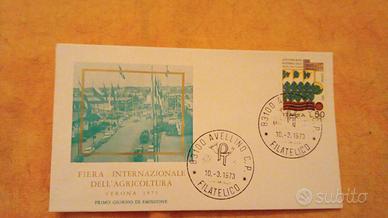 FIERA INTERNAZIONALE
DELL'AGRICOLTURA
VERONA 1973
PRIMO GIORNO DI EMISSIONE
83100 AVELLINO C.P.
10.-3.1973
FILATELICO
83100 AVELLINO C.P.
10.-3.1973
FILATELICO
ITALIA L.50
subito